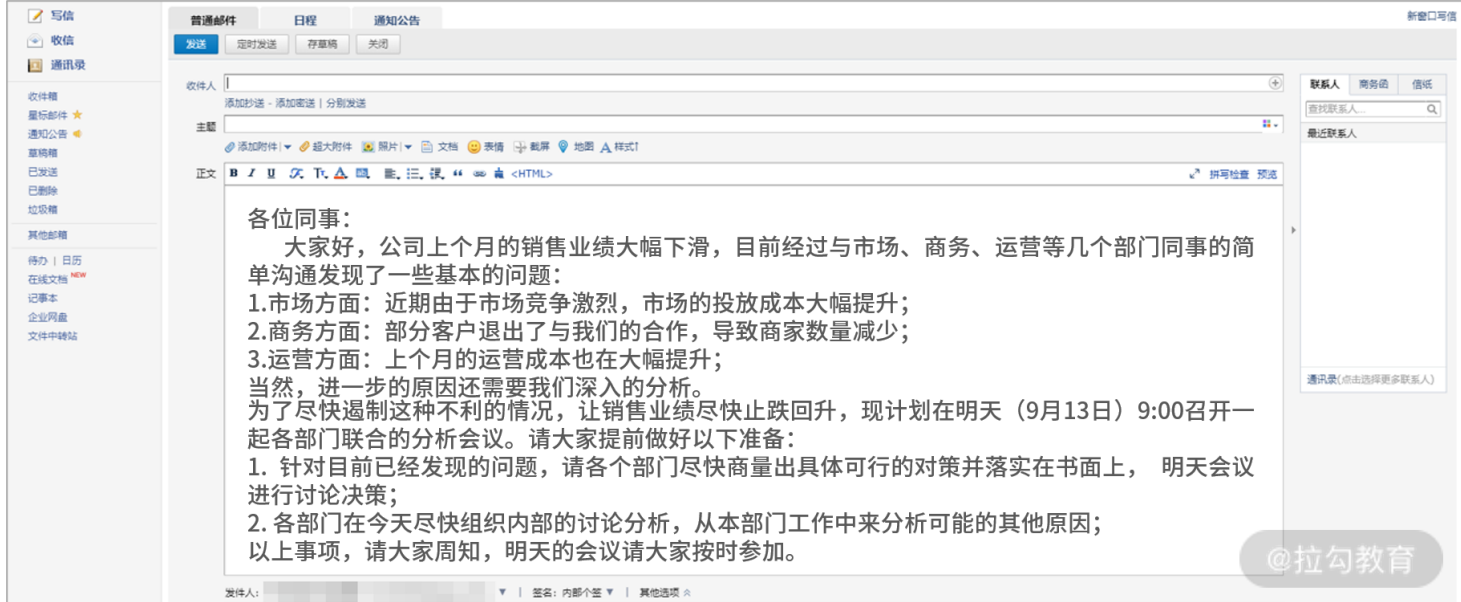 写信
收信
通讯录
收件箱
星标邮件
通知公告
草稿箱
已发送
已删除
垃圾箱
其他邮箱
待办 | 日历
在线文档 NEW
记事本
企业网盘
文件中转站
普通邮件 日程 通知公告
新窗口写信
发送 定时发送 存草稿 关闭
收件人
添加抄送 - 添加密送 | 分别发送
主题
添加附件 | 超大附件 照片 | 文档 表情 截屏 地图 A 样式↑
正文 B I U <HTML> 拼写检查 预览
各位同事：
大家好，公司上个月的销售业绩大幅下滑，目前经过与市场、商务、运营等几个部门同事的简
单沟通发现了一些基本的问题：
1.市场方面：近期由于市场竞争激烈，市场的投放成本大幅提升；
2.商务方面：部分客户退出了与我们的合作，导致商家数量减少；
3.运营方面：上个月的运营成本也在大幅提升；
当然，进一步的原因还需要我们深入的分析。
为了尽快遏制这种不利的情况，让销售业绩尽快止跌回升，现计划在明天（9月13日）9:00召开一
起各部门联合的分析会议。请大家提前做好以下准备：
1. 针对目前已经发现的问题，请各个部门尽快商量出具体可行的对策并落实在书面上， 明天会议
进行讨论决策；
2. 各部门在今天尽快组织内部的讨论分析，从本部门工作中来分析可能的其他原因；
以上事项，请大家周知，明天的会议请大家按时参加。
发件人： | 签名：内部个签 | 其他选项
联系人 商务函 信纸
查找联系人...
最近联系人
通讯录(点击选择更多联系人)
@拉勾教育